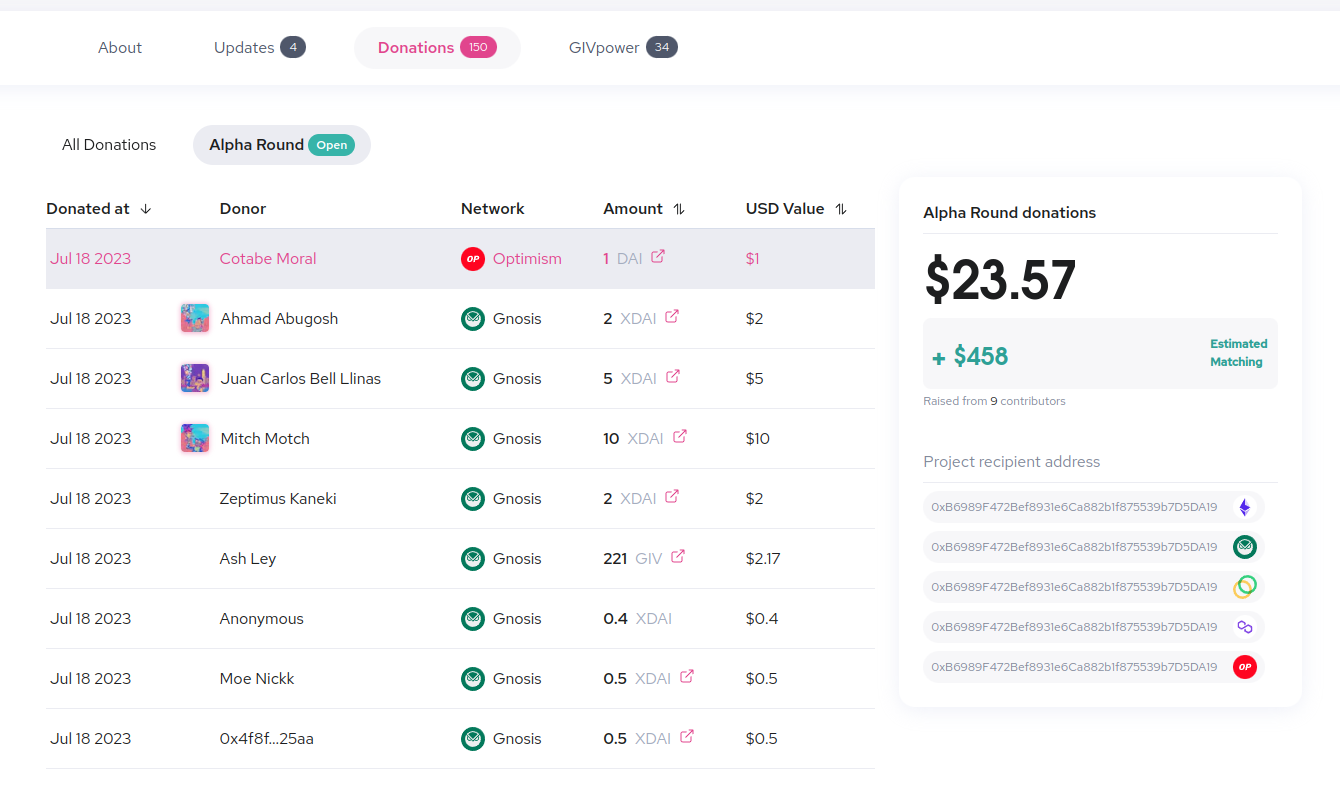 About Updates 4 Donations 150 GIVpower 34
All Donations Alpha Round Open
Donated at Donor Network Amount USD Value
Jul 18 2023 Cotabe Moral OP Optimism 1 DAI $1
Jul 18 2023 Ahmad Abugosh Gnosis 2 XDAI $2
Jul 18 2023 Juan Carlos Bell Llinas Gnosis 5 XDAI $5
Jul 18 2023 Mitch Motch Gnosis 10 XDAI $10
Jul 18 2023 Zeptimus Kaneki Gnosis 2 XDAI $2
Jul 18 2023 Ash Ley Gnosis 221 GIV $2.17
Jul 18 2023 Anonymous Gnosis 0.4 XDAI $0.4
Jul 18 2023 Moe Nickk Gnosis 0.5 XDAI $0.5
Jul 18 2023 0x4f8f...25aa Gnosis 0.5 XDAI $0.5
Alpha Round donations
$23.57
+ $458 Estimated
Matching
Raised from 9 contributors
Project recipient address
0xB6989F472Bef8931e6Ca882b1f875539b7D5DA19
0xB6989F472Bef8931e6Ca882b1f875539b7D5DA19
0xB6989F472Bef8931e6Ca882b1f875539b7D5DA19
0xB6989F472Bef8931e6Ca882b1f875539b7D5DA19
0xB6989F472Bef8931e6Ca882b1f875539b7D5DA19 OP